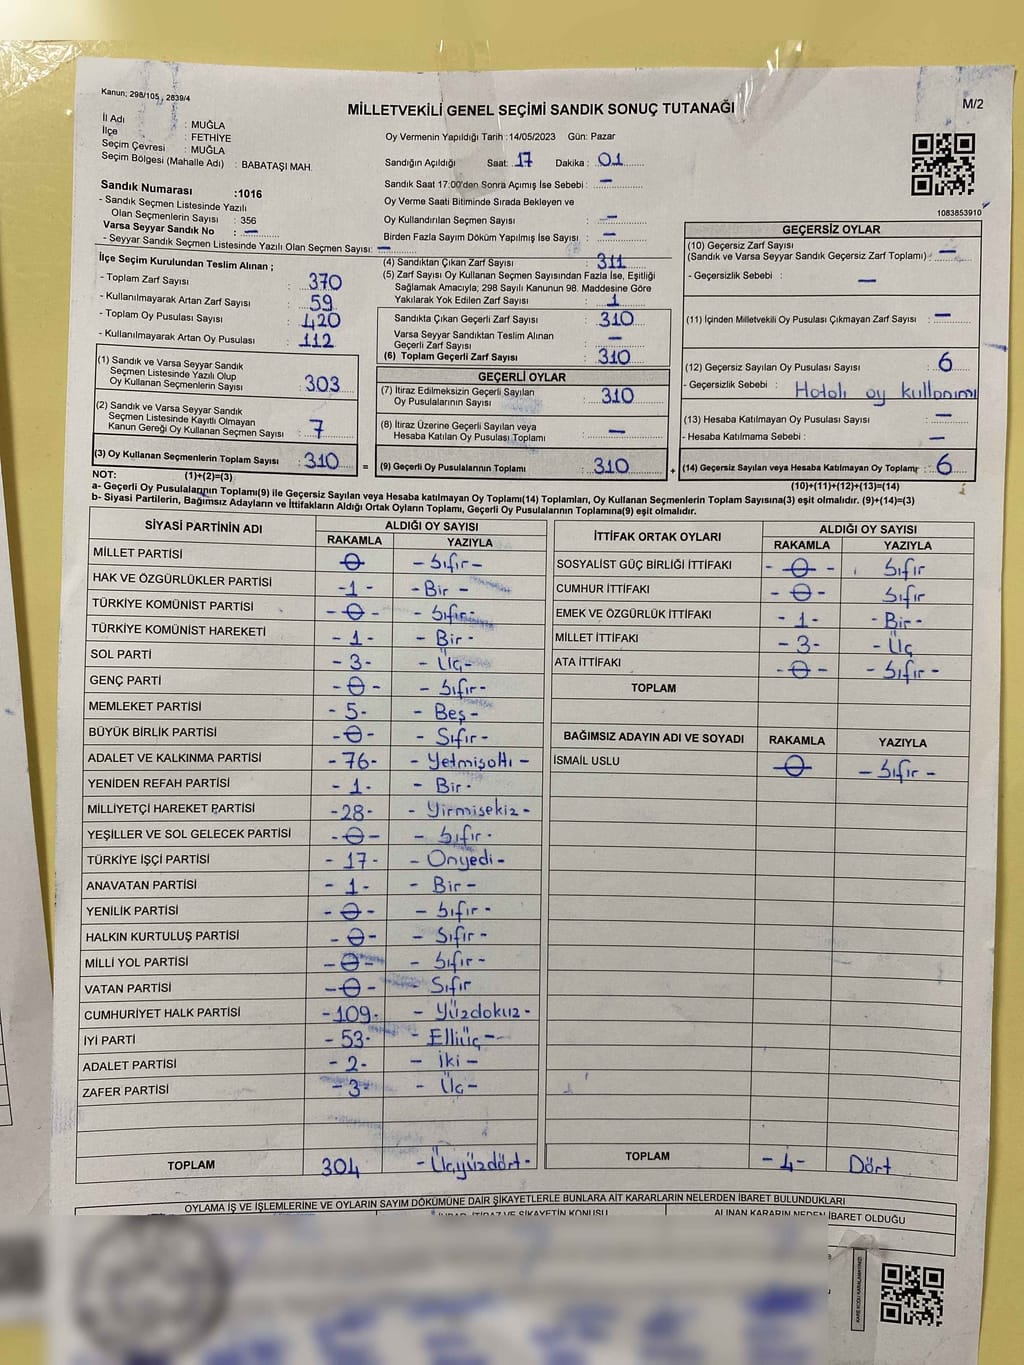 Kanun; 298/105 , 2839/4
MİLLETVEKİLİ GENEL SEÇİMİ SANDIK SONUÇ TUTANAĞI
M/2
İl Adı : MUĞLA
İlçe : FETHİYE
Seçim Çevresi : MUĞLA
Seçim Bölgesi (Mahalle Adı) : BABATAŞI MAH.
Sandık Numarası :1016
- Sandık Seçmen Listesinde Yazılı
Olan Seçmenlerin Sayısı : 356
Varsa Seyyar Sandık No : —
- Seyyar Sandık Seçmen Listesinde Yazılı Olan Seçmen Sayısı: —
Oy Vermenin Yapıldığı Tarih :14/05/2023 Gün: Pazar
Sandığın Açıldığı Saat: 17 Dakika : 01
Sandık Saat 17:00'den Sonra Açımış İse Sebebi : —
Oy Verme Saati Bitiminde Sırada Bekleyen ve
Oy Kullandırılan Seçmen Sayısı : —
Birden Fazla Sayım Döküm Yapılmış İse Sayısı : —
1083853910
İlçe Seçim Kurulundan Teslim Alınan ;
- Toplam Zarf Sayısı : 370
- Kullanılmayarak Artan Zarf Sayısı : 59
- Toplam Oy Pusulası Sayısı : 420
- Kullanılmayarak Artan Oy Pusulası : 112
(1) Sandık ve Varsa Seyyar Sandık
Seçmen Listesinde Yazılı Olup
Oy Kullanan Seçmenlerin Sayısı : 303
(2) Sandık ve Varsa Seyyar Sandık
Seçmen Listesinde Kayıtlı Olmayan
Kanun Gereği Oy Kullanan Seçmen Sayısı : 7
(3) Oy Kullanan Seçmenlerin Toplam Sayısı : 310
(1)+(2)=(3)
(4) Sandıktan Çıkan Zarf Sayısı : 311
(5) Zarf Sayısı Oy Kullanan Seçmen Sayısından Fazla İse, Eşitliği
Sağlamak Amacıyla; 298 Sayılı Kanunun 98. Maddesine Göre
Yakılarak Yok Edilen Zarf Sayısı : 1
Sandıkta Çıkan Geçerli Zarf Sayısı : 310
Varsa Seyyar Sandıktan Teslim Alınan
Geçerli Zarf Sayısı : —
(6) Toplam Geçerli Zarf Sayısı : 310
GEÇERLİ OYLAR
(7) İtiraz Edilmeksizin Geçerli Sayılan
Oy Pusulalarının Sayısı : 310
(8) İtiraz Üzerine Geçerli Sayılan veya
Hesaba Katılan Oy Pusulası Toplamı : —
= (9) Geçerli Oy Pusulalarının Toplamı : 310 +
GEÇERSİZ OYLAR
(10) Geçersiz Zarf Sayısı
(Sandık ve Varsa Seyyar Sandık Geçersiz Zarf Toplamı) : —
- Geçersizlik Sebebi : —
(11) İçinden Milletvekili Oy Pusulası Çıkmayan Zarf Sayısı : —
(12) Geçersiz Sayılan Oy Pusulası Sayısı : 6
- Geçersizlik Sebebi : Hatalı oy kullanımı
(13) Hesaba Katılmayan Oy Pusulası Sayısı : —
- Hesaba Katılmama Sebebi : —
(14) Geçersiz Sayılan veya Hesaba Katılmayan Oy Toplamı : 6
(10)+(11)+(12)+(13)=(14)
NOT:
a- Geçerli Oy Pusulalarının Toplamı(9) ile Geçersiz Sayılan veya Hesaba katılmayan Oy Toplamı(14) Toplamları, Oy Kullanan Seçmenlerin Toplam Sayısına(3) eşit olmalıdır. (9)+(14)=(3)
b- Siyasi Partilerin, Bağımsız Adayların ve İttifakların Aldığı Ortak Oyların Toplamı, Geçerli Oy Pusulalarının Toplamına(9) eşit olmalıdır.
SİYASİ PARTİNİN ADI ALDIĞI OY SAYISI
RAKAMLA YAZIYLA
MİLLET PARTİSİ 0 - Sıfır -
HAK VE ÖZGÜRLÜKLER PARTİSİ - 1 - - Bir -
TÜRKİYE KOMÜNİST PARTİSİ - 0 - - Sıfır -
TÜRKİYE KOMÜNİST HAREKETİ - 1 - - Bir -
SOL PARTİ - 3 - - Üç -
GENÇ PARTİ - 0 - - Sıfır -
MEMLEKET PARTİSİ - 5 - - Beş -
BÜYÜK BİRLİK PARTİSİ - 0 - - Sıfır -
ADALET VE KALKINMA PARTİSİ - 76 - - Yetmişaltı -
YENİDEN REFAH PARTİSİ - 1 - - Bir -
MİLLİYETÇİ HAREKET PARTİSİ - 28 - - Yirmisekiz -
YEŞİLLER VE SOL GELECEK PARTİSİ - 0 - - Sıfır -
TÜRKİYE İŞÇİ PARTİSİ - 17 - - Onyedi -
ANAVATAN PARTİSİ - 1 - - Bir -
YENİLİK PARTİSİ - 0 - - Sıfır -
HALKIN KURTULUŞ PARTİSİ - 0 - - Sıfır -
MİLLİ YOL PARTİSİ - 0 - - Sıfır -
VATAN PARTİSİ - 0 - - Sıfır
CUMHURİYET HALK PARTİSİ - 109 - - Yüzdokuz -
İYİ PARTİ - 53 - - Elliüç -
ADALET PARTİSİ - 2 - - İki -
ZAFER PARTİSİ - 3 - - Üç -
TOPLAM 304 - Üçyüzdört -
İTTİFAK ORTAK OYLARI ALDIĞI OY SAYISI
RAKAMLA YAZIYLA
SOSYALİST GÜÇ BİRLİĞİ İTTİFAKI - 0 - Sıfır
CUMHUR İTTİFAKI - 0 - Sıfır
EMEK VE ÖZGÜRLÜK İTTİFAKI - 1 - - Bir -
MİLLET İTTİFAKI - 3 - - Üç
ATA İTTİFAKI - 0 - - Sıfır -
TOPLAM
BAĞIMSIZ ADAYIN ADI VE SOYADI RAKAMLA YAZIYLA
İSMAİL USLU 0 - Sıfır -
TOPLAM - 4 - Dört
OYLAMA İŞ VE İŞLEMLERİNE VE OYLARIN SAYIM DÖKÜMÜNE DAİR ŞİKAYETLERLE BUNLARA AİT KARARLARIN NELERDEN İBARET BULUNDUKLARI
İHBAR, İTİRAZ VE ŞİKAYETİN KONUSU ALINAN KARARIN NEDEN İBARET OLDUĞU